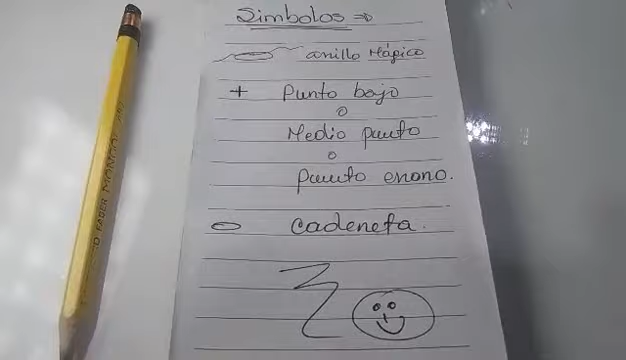 Simbolos ⇒
anillo Mágico
+ Punto bajo
o
Medio punto
o
punto enano.
cadeneta.